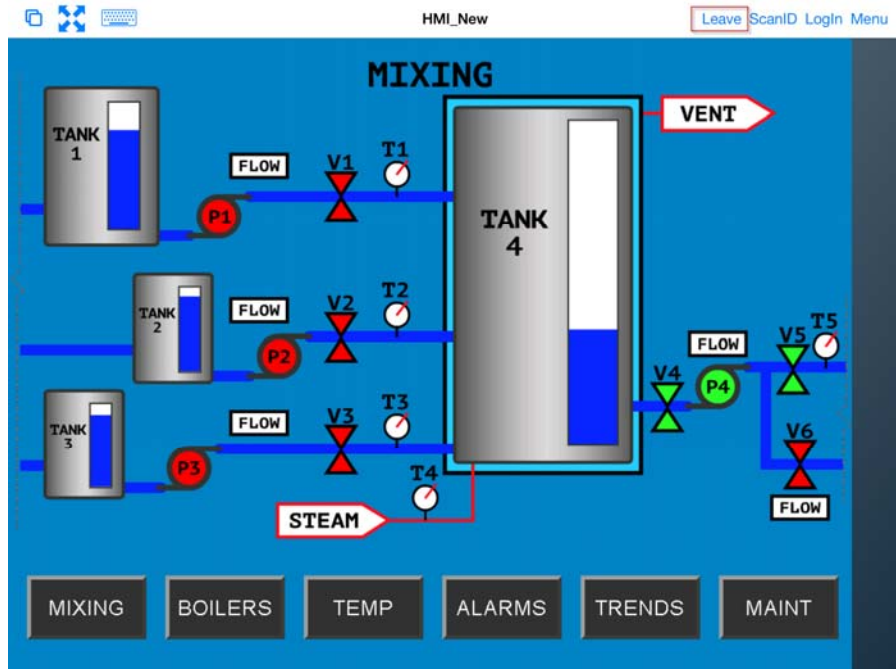 HMI_New
Leave ScanID LogIn Menu
MIXING
TANK
1
FLOW
V1
T1
P1
VENT
TANK
4
TANK
2
FLOW
V2
T2
P2
TANK
3
FLOW
V3
T3
P3
T4
STEAM
V4
FLOW
P4
V5
T5
V6
FLOW
MIXING
BOILERS
TEMP
ALARMS
TRENDS
MAINT